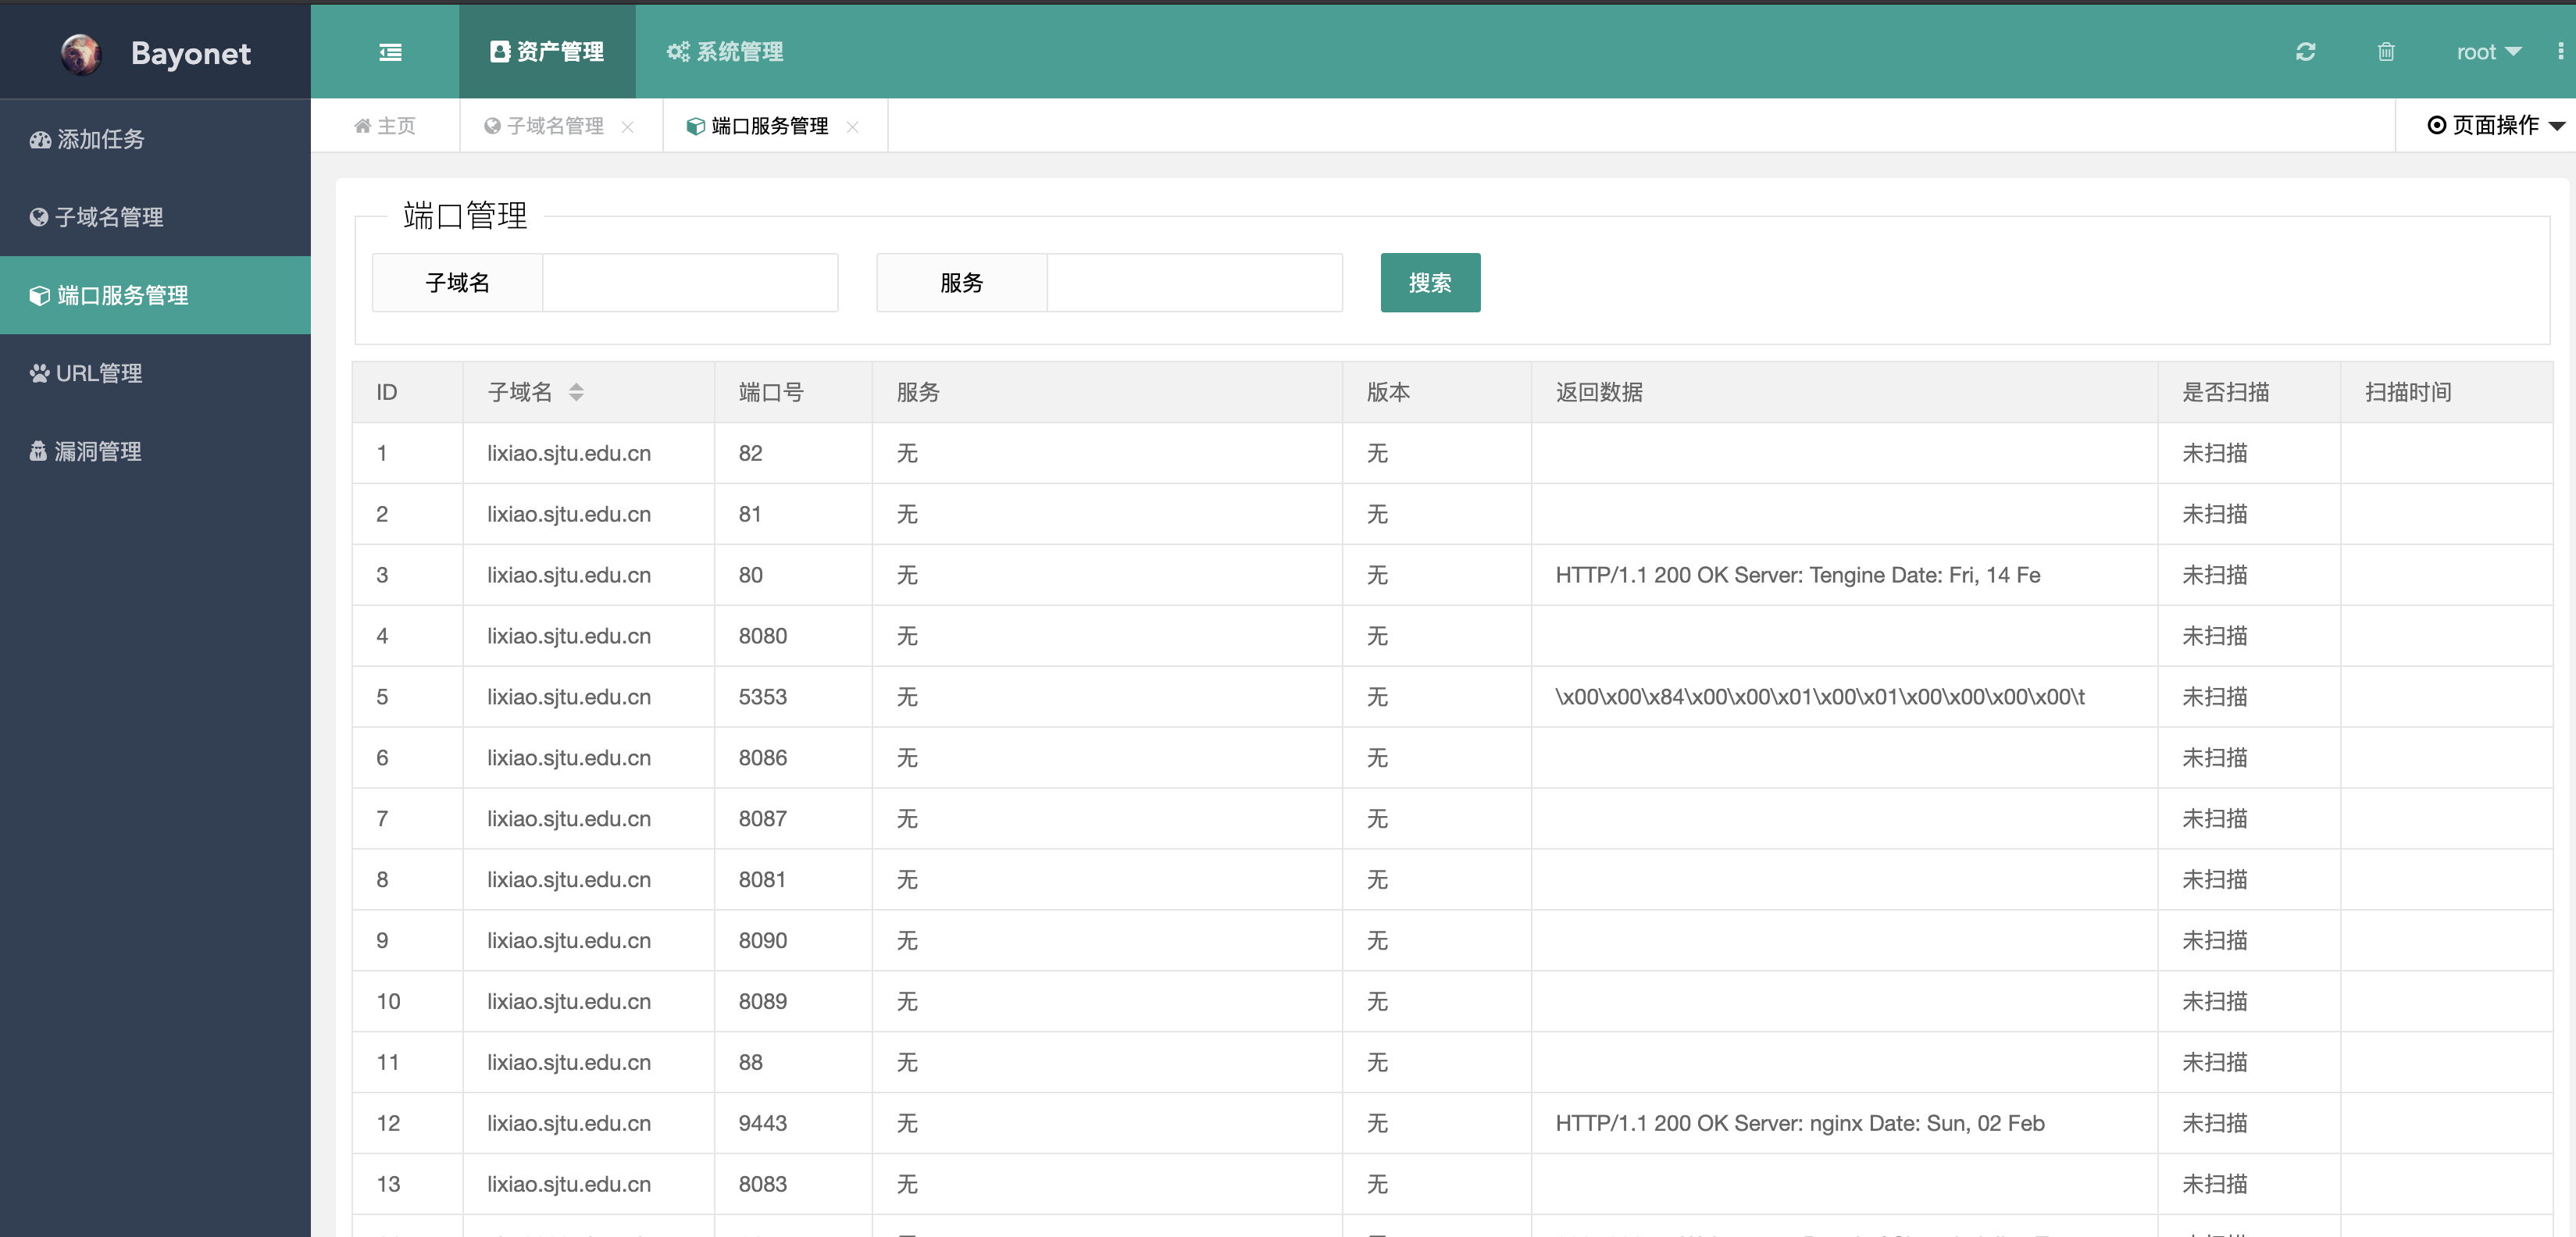 Bayonet
资产管理 系统管理 root
主页 子域名管理 端口服务管理 页面操作
添加任务
子域名管理
端口服务管理
URL管理
漏洞管理
端口管理
子域名 服务 搜索
ID 子域名 端口号 服务 版本 返回数据 是否扫描 扫描时间
1 lixiao.sjtu.edu.cn 82 无 无 未扫描
2 lixiao.sjtu.edu.cn 81 无 无 未扫描
3 lixiao.sjtu.edu.cn 80 无 无 HTTP/1.1 200 OK Server: Tengine Date: Fri, 14 Fe 未扫描
4 lixiao.sjtu.edu.cn 8080 无 无 未扫描
5 lixiao.sjtu.edu.cn 5353 无 无 \x00\x00\x84\x00\x00\x01\x00\x01\x00\x00\x00\x00\t 未扫描
6 lixiao.sjtu.edu.cn 8086 无 无 未扫描
7 lixiao.sjtu.edu.cn 8087 无 无 未扫描
8 lixiao.sjtu.edu.cn 8081 无 无 未扫描
9 lixiao.sjtu.edu.cn 8090 无 无 未扫描
10 lixiao.sjtu.edu.cn 8089 无 无 未扫描
11 lixiao.sjtu.edu.cn 88 无 无 未扫描
12 lixiao.sjtu.edu.cn 9443 无 无 HTTP/1.1 200 OK Server: nginx Date: Sun, 02 Feb 未扫描
13 lixiao.sjtu.edu.cn 8083 无 无 未扫描